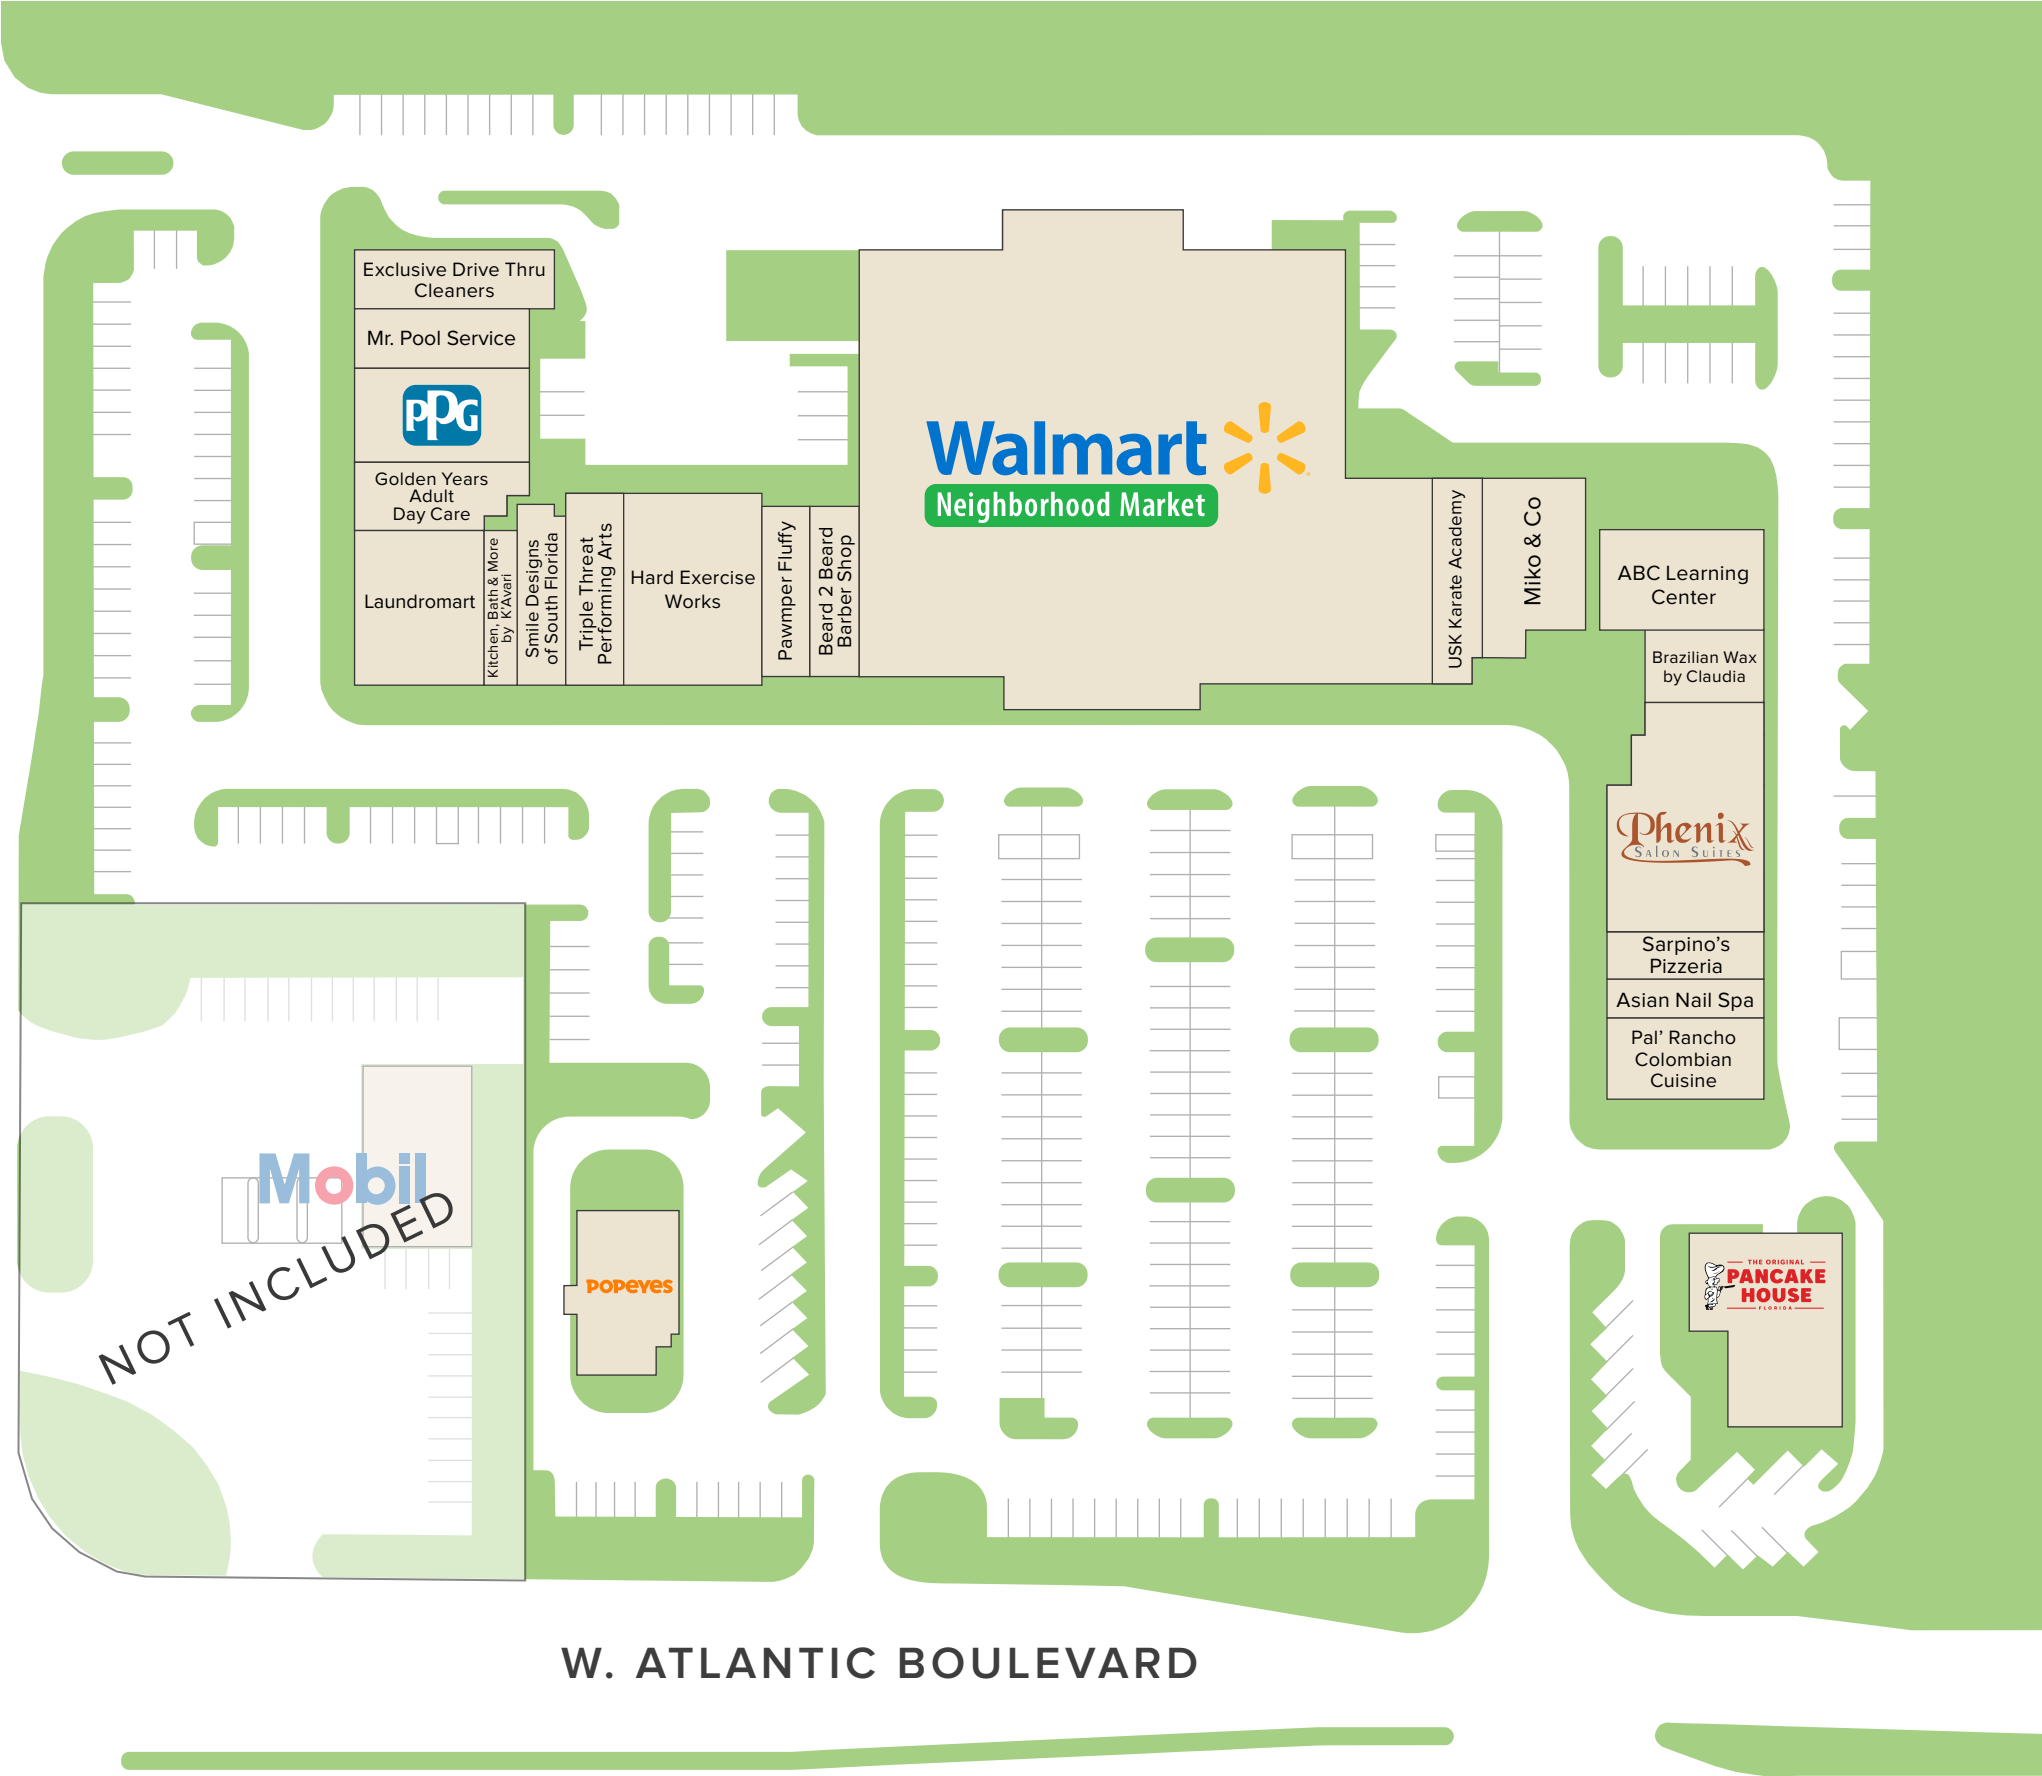 Exclusive Drive Thru
Cleaners
Mr. Pool Service
PPG
Golden Years
Adult
Day Care
Laundromart
Kitchen, Bath & More
by K'Avari
Smile Designs
of South Florida
Triple Threat
Performing Arts
Hard Exercise
Works
Pawmper Fluffy
Beard 2 Beard
Barber Shop
Walmart
Neighborhood Market
USK Karate Academy
Miko & Co
ABC Learning
Center
Brazilian Wax
by Claudia
Phenix
SALON SUITES
Sarpino's
Pizzeria
Asian Nail Spa
Pal' Rancho
Colombian
Cuisine
Mobil
NOT INCLUDED
POPEYES
THE ORIGINAL
PANCAKE
HOUSE
FLORIDA
W. ATLANTIC BOULEVARD